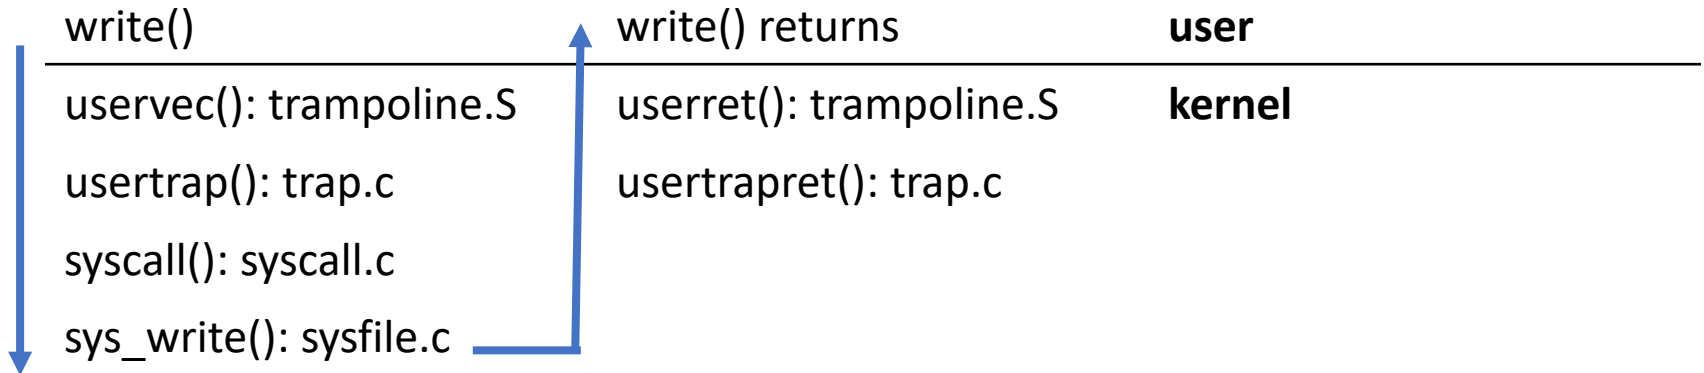 write() write() returns user
uservec(): trampoline.S userret(): trampoline.S kernel
usertrap(): trap.c usertrapret(): trap.c
syscall(): syscall.c
sys_write(): sysfile.c